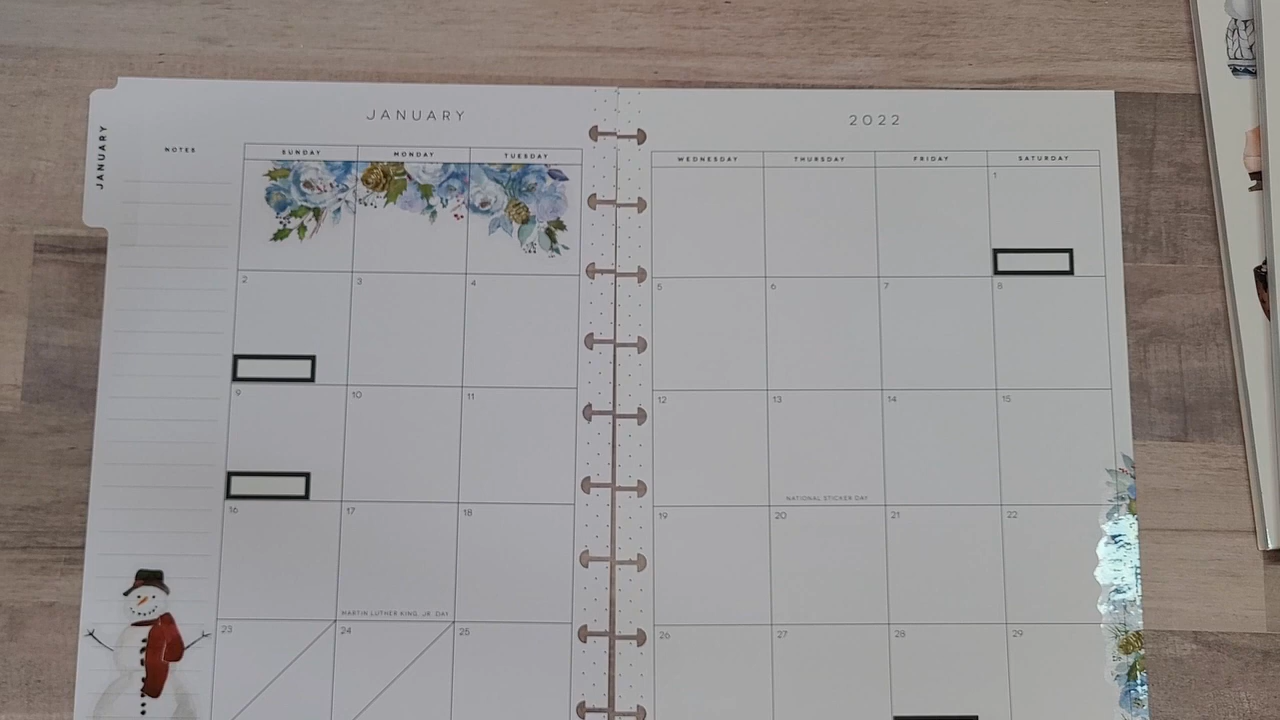 JANUARY
JANUARY 2022
NOTES
SUNDAY MONDAY TUESDAY WEDNESDAY THURSDAY FRIDAY SATURDAY
1
2 3 4 5 6 7 8
9 10 11 12 13 14 15
NATIONAL STICKER DAY
16 17 18 19 20 21 22
MARTIN LUTHER KING, JR. DAY
23 24 25 26 27 28 29